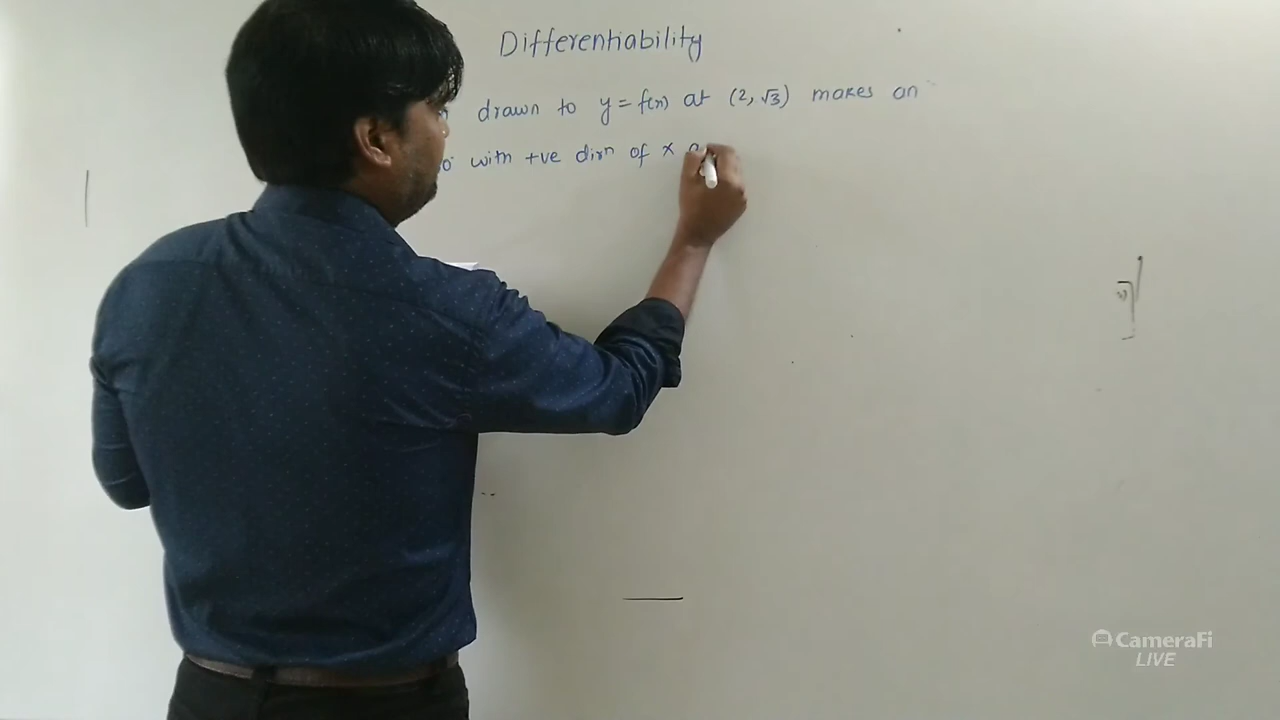 Differentiability
drawn to y = f(x) at (2, √3) makes an
with +ve dirn of x
CameraFi
LIVE